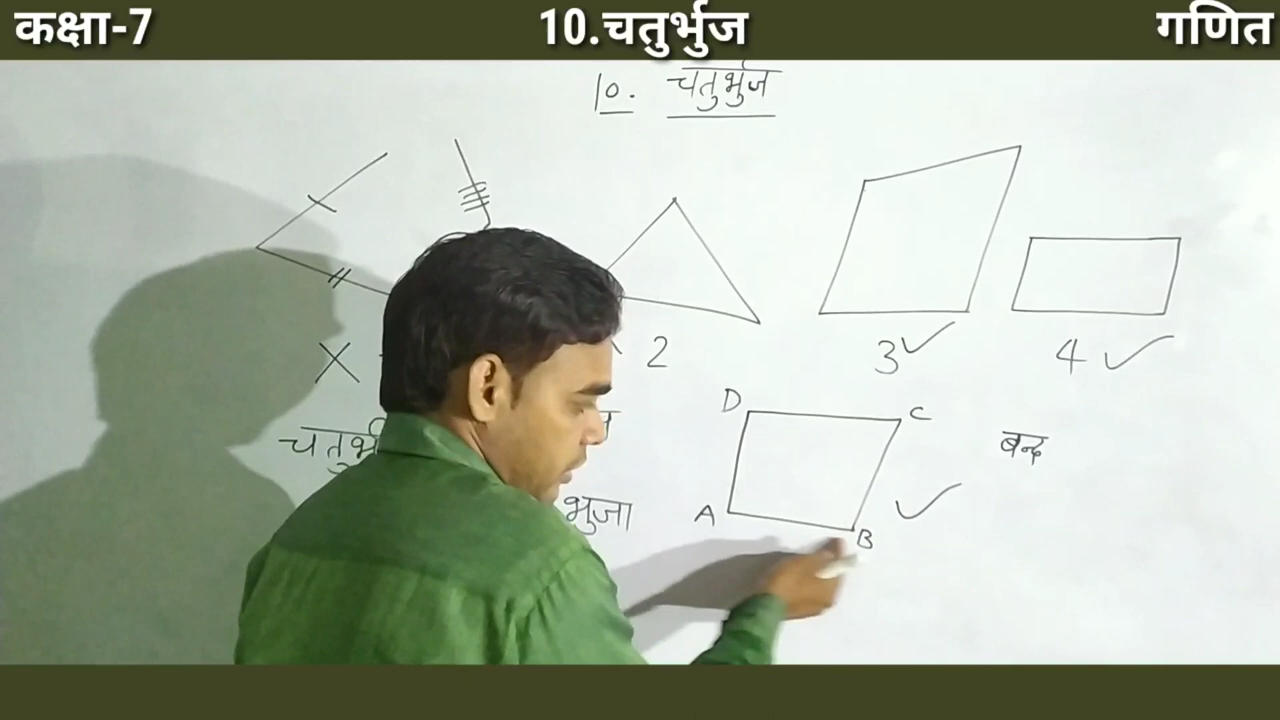 कक्षा-7 10.चतुर्भुज गणित
10. चतुर्भुज
2 3 4
D C
बन्द
भुजा A B